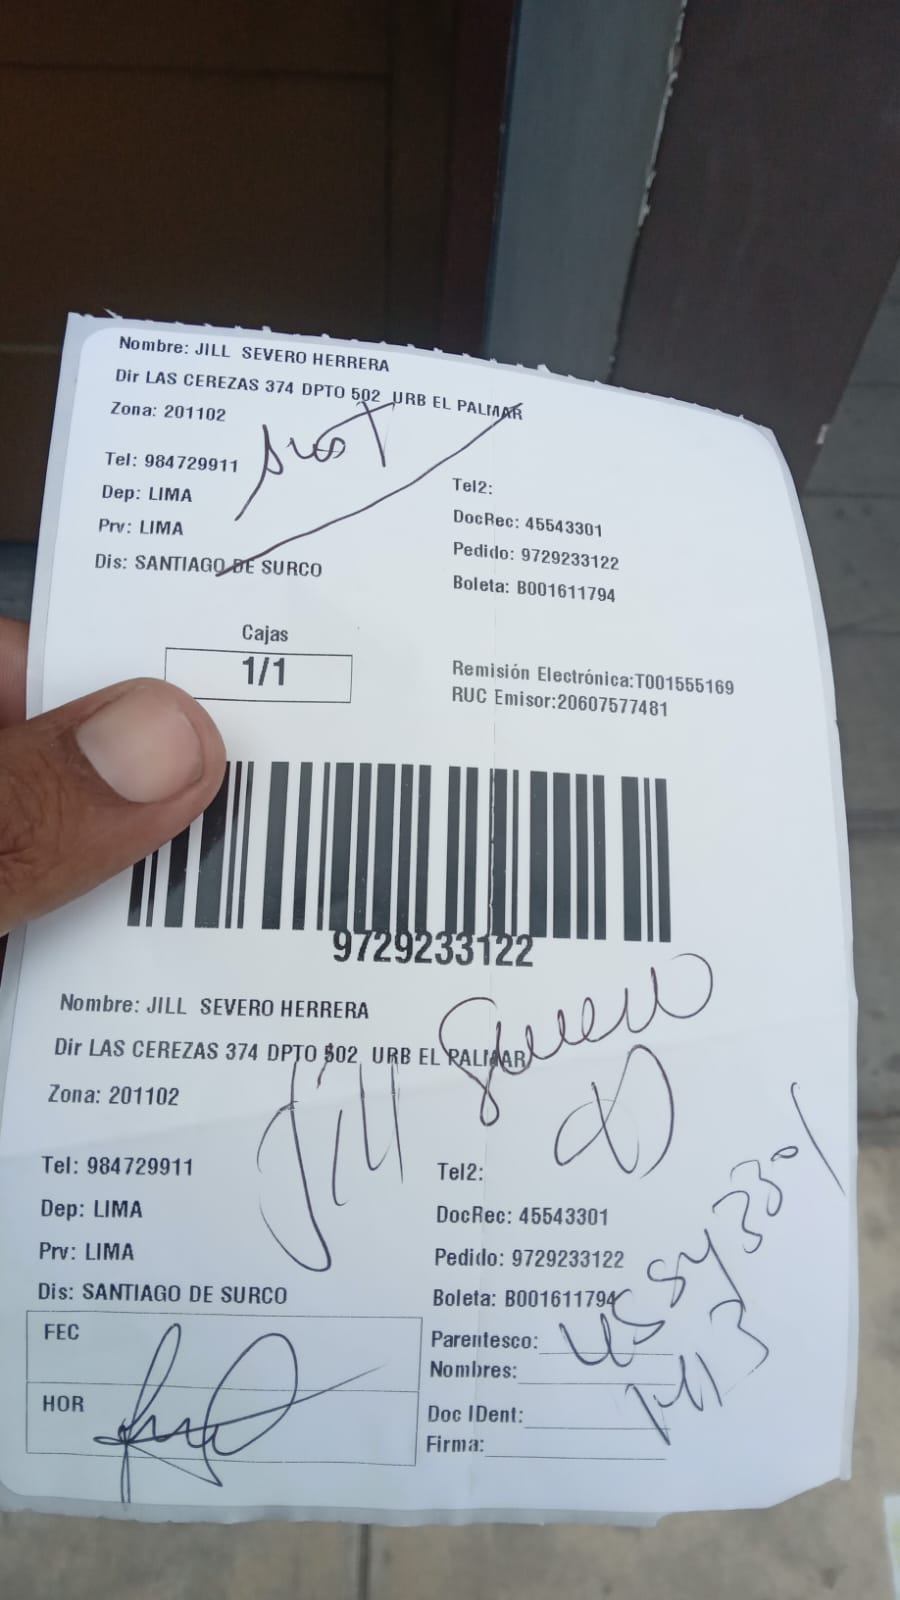 Nombre: JILL SEVERO HERRERA
Dir LAS CEREZAS 374 DPTO 502 URB EL PALMAR
Zona: 201102
Tel: 984729911
Tel2:
Dep: LIMA
DocRec: 45543301
Prv: LIMA
Pedido: 9729233122
Dis: SANTIAGO DE SURCO
Boleta: B001611794
Cajas
1/1
Remisión Electrónica:T001555169
RUC Emisor:20607577481
9729233122
Nombre: JILL SEVERO HERRERA
Dir LAS CEREZAS 374 DPTO 502 URB EL PALMAR
Zona: 201102
Jill Severo
Tel: 984729911
Tel2:
Dep: LIMA
DocRec: 45543301
Prv: LIMA
Pedido: 9729233122
Dis: SANTIAGO DE SURCO
Boleta: B001611794
FEC
Parentesco:
Nombres:
HOR
Doc IDent:
Firma: